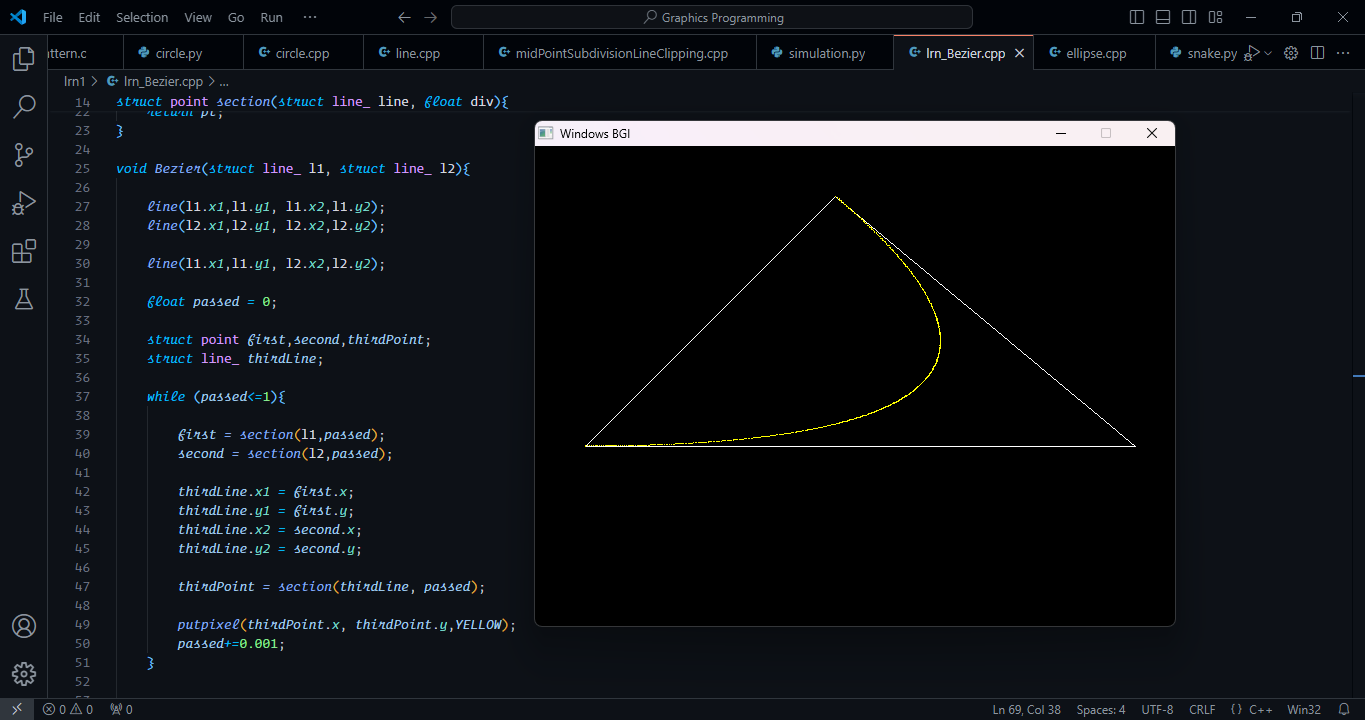 File Edit Selection View Go Run ··· Graphics Programming
ttern.c circle.py circle.cpp line.cpp midPointSubdivisionLineClipping.cpp simulation.py lrn_Bezier.cpp ellipse.cpp snake.py
lrn1 > lrn_Bezier.cpp > ...
14 struct point section(struct line_ line, float div){
22 return pt;
23 }
24
25 void Bezier(struct line_ l1, struct line_ l2){
26
27 line(l1.x1,l1.y1, l1.x2,l1.y2);
28 line(l2.x1,l2.y1, l2.x2,l2.y2);
29
30 line(l1.x1,l1.y1, l2.x2,l2.y2);
31
32 float passed = 0;
33
34 struct point first,second,thirdPoint;
35 struct line_ thirdLine;
36
37 while (passed<=1){
38
39 first = section(l1,passed);
40 second = section(l2,passed);
41
42 thirdLine.x1 = first.x;
43 thirdLine.y1 = first.y;
44 thirdLine.x2 = second.x;
45 thirdLine.y2 = second.y;
46
47 thirdPoint = section(thirdLine, passed);
48
49 putpixel(thirdPoint.x, thirdPoint.y,YELLOW);
50 passed+=0.001;
51 }
52
Windows BGI
0 0 0 Ln 69, Col 38 Spaces: 4 UTF-8 CRLF {} C++ Win32